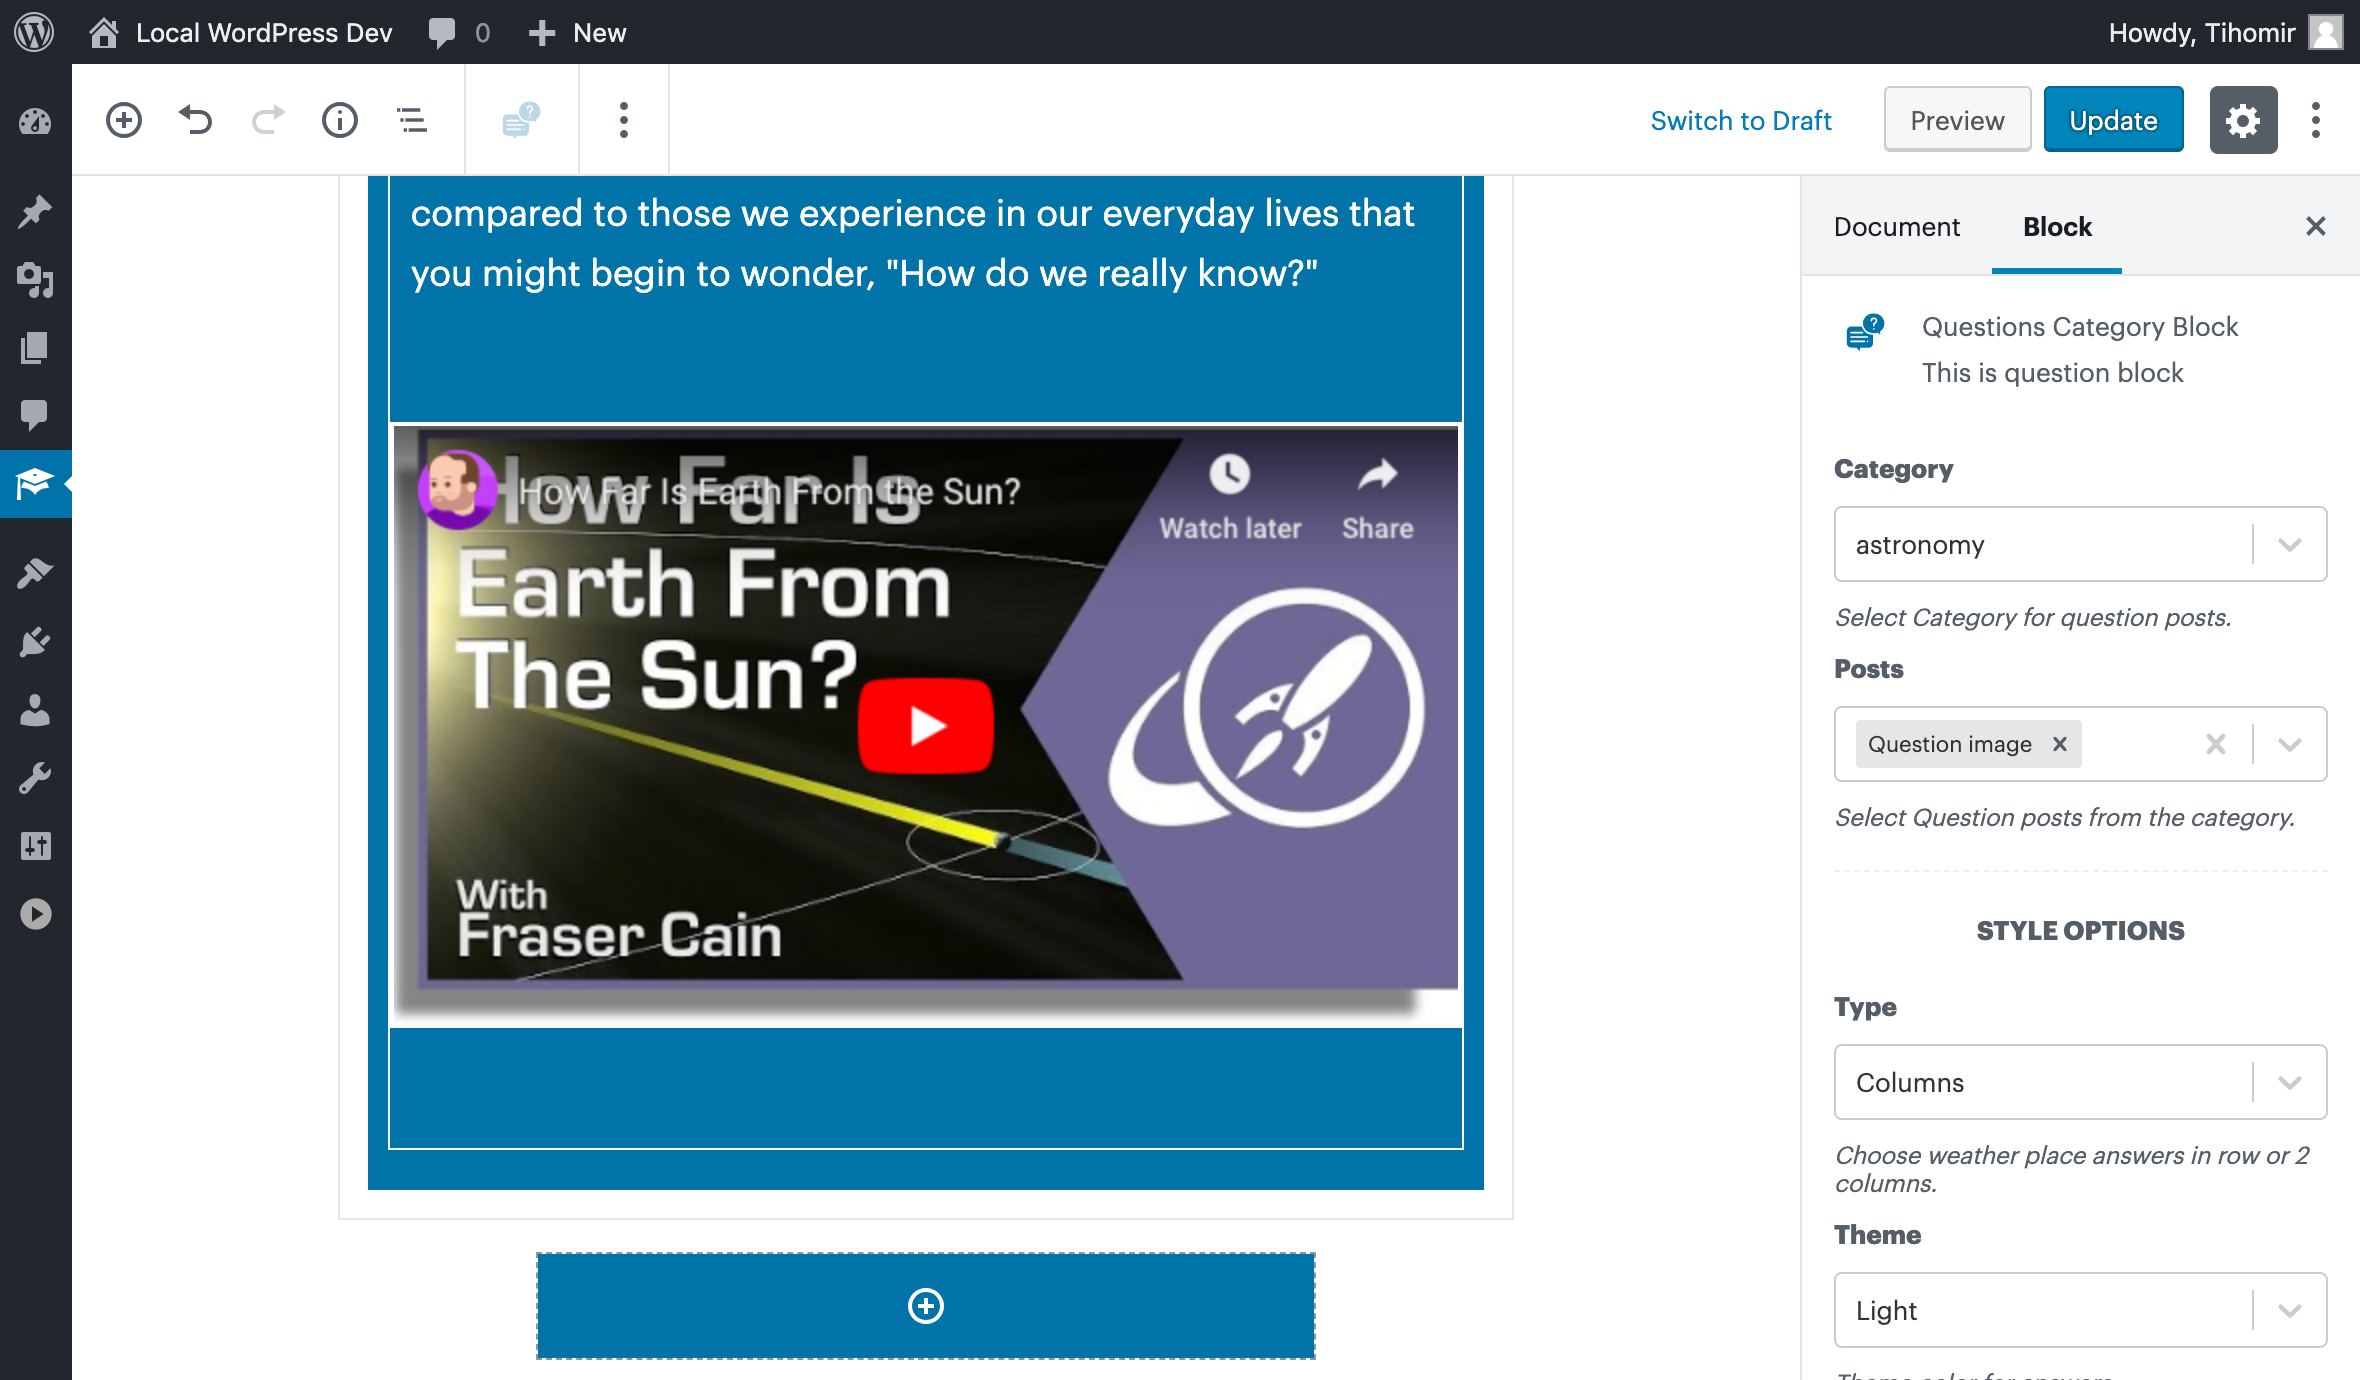 Local WordPress Dev
0
New
Howdy, Tihomir
Switch to Draft
Preview
Update
compared to those we experience in our everyday lives that
you might begin to wonder, "How do we really know?"
How Far Is Earth From the Sun?
Watch later
Share
How Far Is
Earth From
The Sun?
With
Fraser Cain
Document
Block
Questions Category Block
This is question block
Category
astronomy
Select Category for question posts.
Posts
Question image
Select Question posts from the category.
STYLE OPTIONS
Type
Columns
Choose weather place answers in row or 2
columns.
Theme
Light